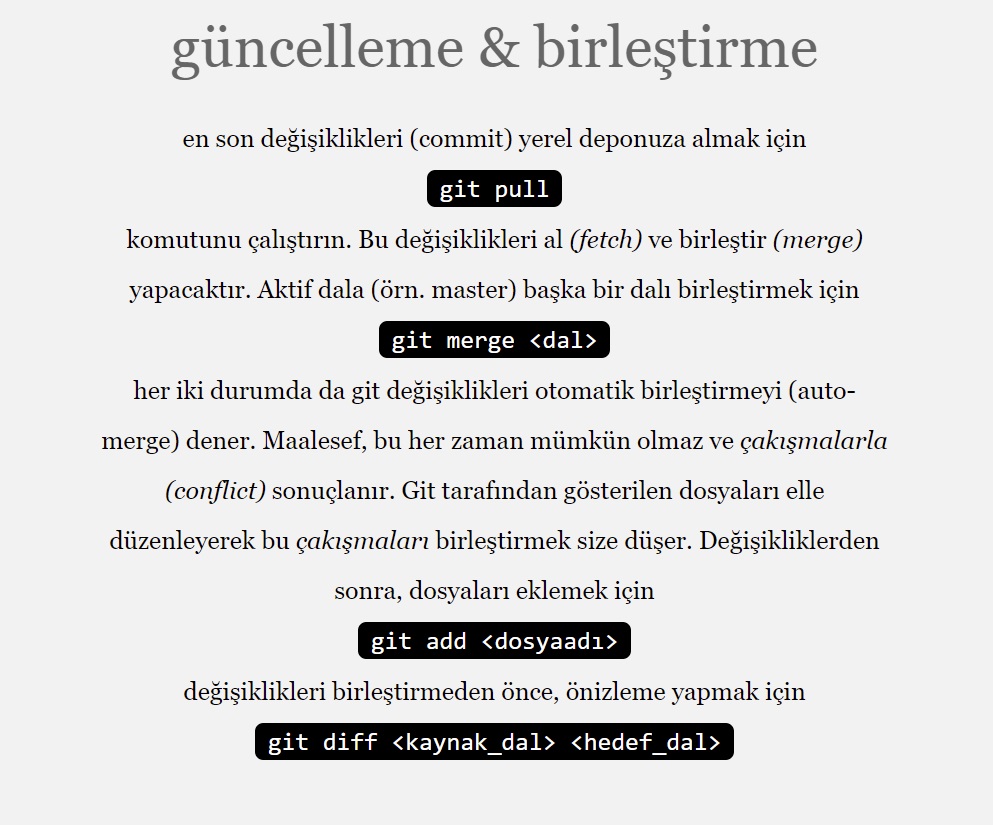 güncelleme & birleştirme
en son değişiklikleri (commit) yerel deponuza almak için
git pull
komutunu çalıştırın. Bu değişiklikleri al (fetch) ve birleştir (merge)
yapacaktır. Aktif dala (örn. master) başka bir dalı birleştirmek için
git merge <dal>
her iki durumda da git değişiklikleri otomatik birleştirmeyi (auto-
merge) dener. Maalesef, bu her zaman mümkün olmaz ve çakışmalarla
(conflict) sonuçlanır. Git tarafından gösterilen dosyaları elle
düzenleyerek bu çakışmaları birleştirmek size düşer. Değişikliklerden
sonra, dosyaları eklemek için
git add <dosyaadı>
değişiklikleri birleştirmeden önce, önizleme yapmak için
git diff <kaynak_dal> <hedef_dal>